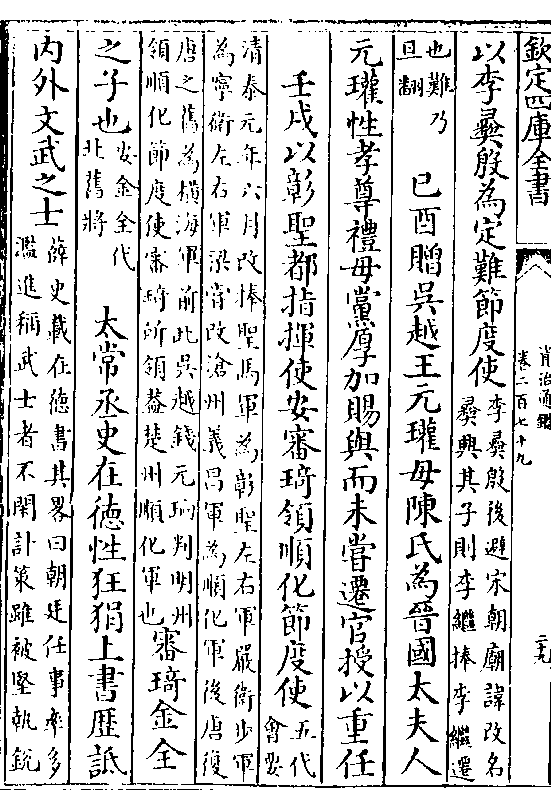 欽定四庫全書
資治通鑑
卷二百七十九
二十九
以李彞殷為定難節度使李彞殷後避宋朝廟諱改名
彞興其子則李繼捧李繼遷
也難乃
旦翻
己酉贈吳越王元瓘母陳氏為晉國太夫人
元瓘性孝尊禮母黨厚加賜與而未嘗遷官授以重任
壬戌以彰聖都指揮使安審琦領順化節度使五代
會要
清泰元年六月改捧聖馬軍為彰聖左右軍嚴衛步軍
為寧衛左右軍梁嘗改滄州義昌軍為順化軍後唐復
唐之舊為橫海軍前此吳越錢元珦判明州
領順化節度使審琦所領葢楚州順化軍也
審琦金全
之子也安金全代
北舊將
太常丞史在德性狂狷上書歴詆
内外文武之士薛史載在德書其畧曰朝廷任事率多
濫進稱武士者不閑計策雖被堅執銳